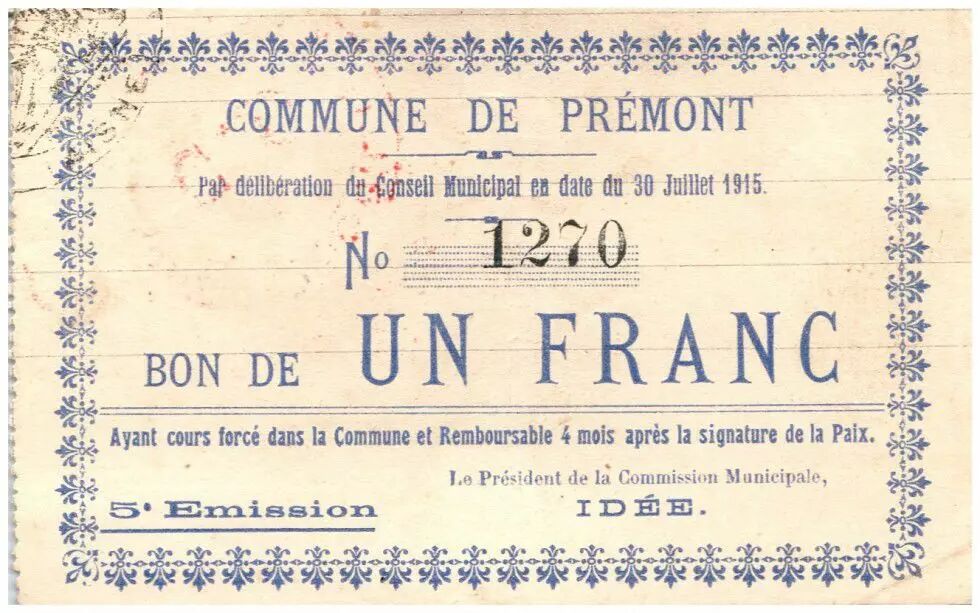 COMMUNE DE PRÉMONT
Par délibération du Conseil Municipal en date du 30 Juillet 1915.
No 1270
BON DE UN FRANC
Ayant cours forcé dans la Commune et Remboursable 4 mois après la signature de la Paix.
Le Président de la Commission Municipale,
5e Emission IDÉE.